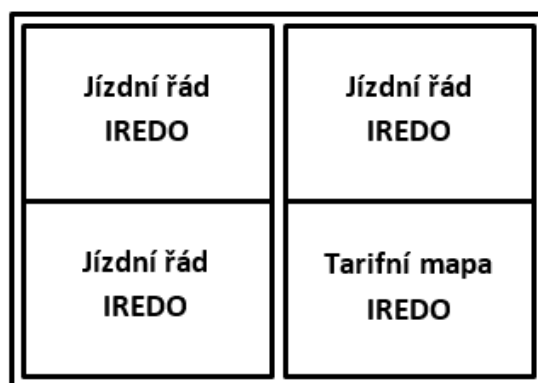 Jízdní řád
IREDO
Jízdní řád
IREDO
Jízdní řád
IREDO
Tarifní mapa
IREDO